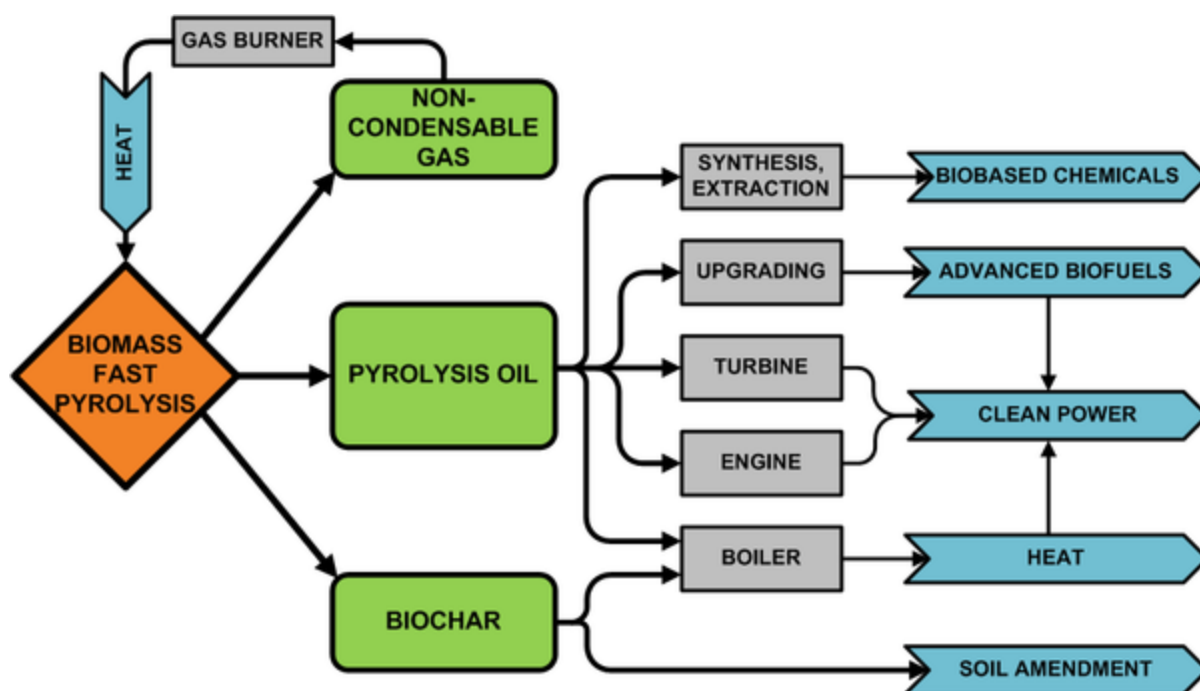 GAS BURNER
HEAT
NON-
CONDENSABLE
GAS
BIOMASS
FAST
PYROLYSIS
PYROLYSIS OIL
BIOCHAR
SYNTHESIS,
EXTRACTION
BIOBASED CHEMICALS
UPGRADING
ADVANCED BIOFUELS
TURBINE
CLEAN POWER
ENGINE
BOILER
HEAT
SOIL AMENDMENT